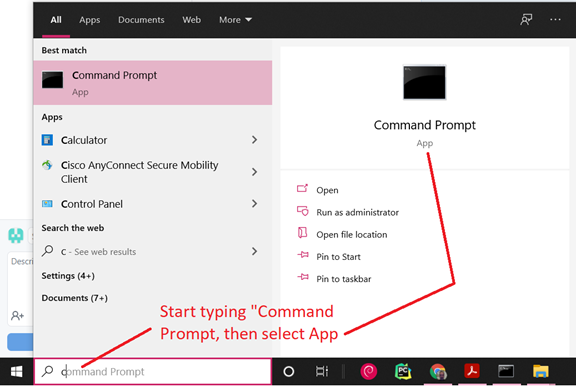 All Apps Documents Web More
Best match
Command Prompt
App
Apps
Calculator
Cisco AnyConnect Secure Mobility
Client
Control Panel
Search the web
c - See web results
Settings (4+)
Documents (7+)
Command Prompt
App
Open
Run as administrator
Open file location
Pin to Start
Pin to taskbar
Descri
Start typing "Command
Prompt, then select App
command Prompt